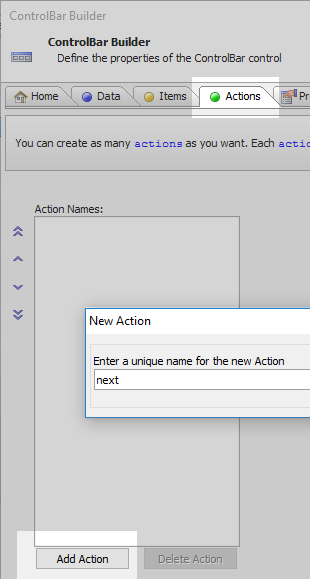 ControlBar Builder
ControlBar Builder
Define the properties of the ControlBar control
Home Data Items Actions Pr
You can create as many actions as you want. Each actio
Action Names:
New Action
Enter a unique name for the new Action
next
Add Action Delete Action